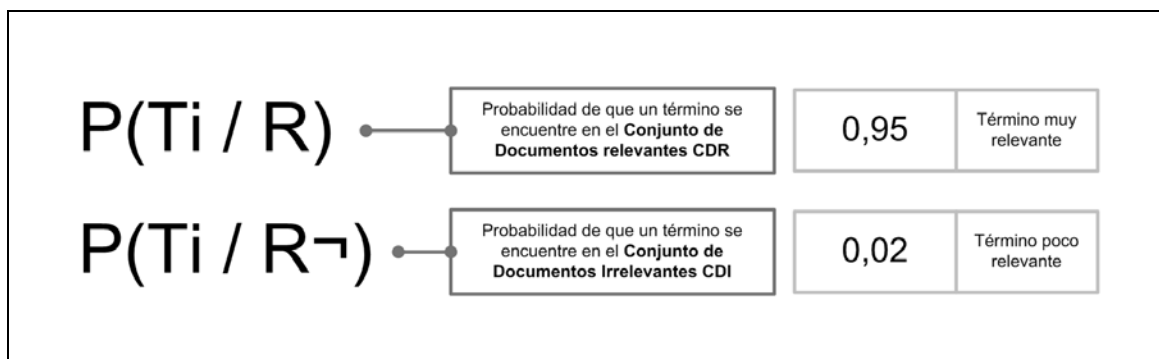 P(Ti / R)
Probabilidad de que un término se
encuentre en el Conjunto de
Documentos relevantes CDR
0,95
Término muy
relevante
P(Ti / R¬)
Probabilidad de que un término se
encuentre en el Conjunto de
Documentos Irrelevantes CDI
0,02
Término poco
relevante